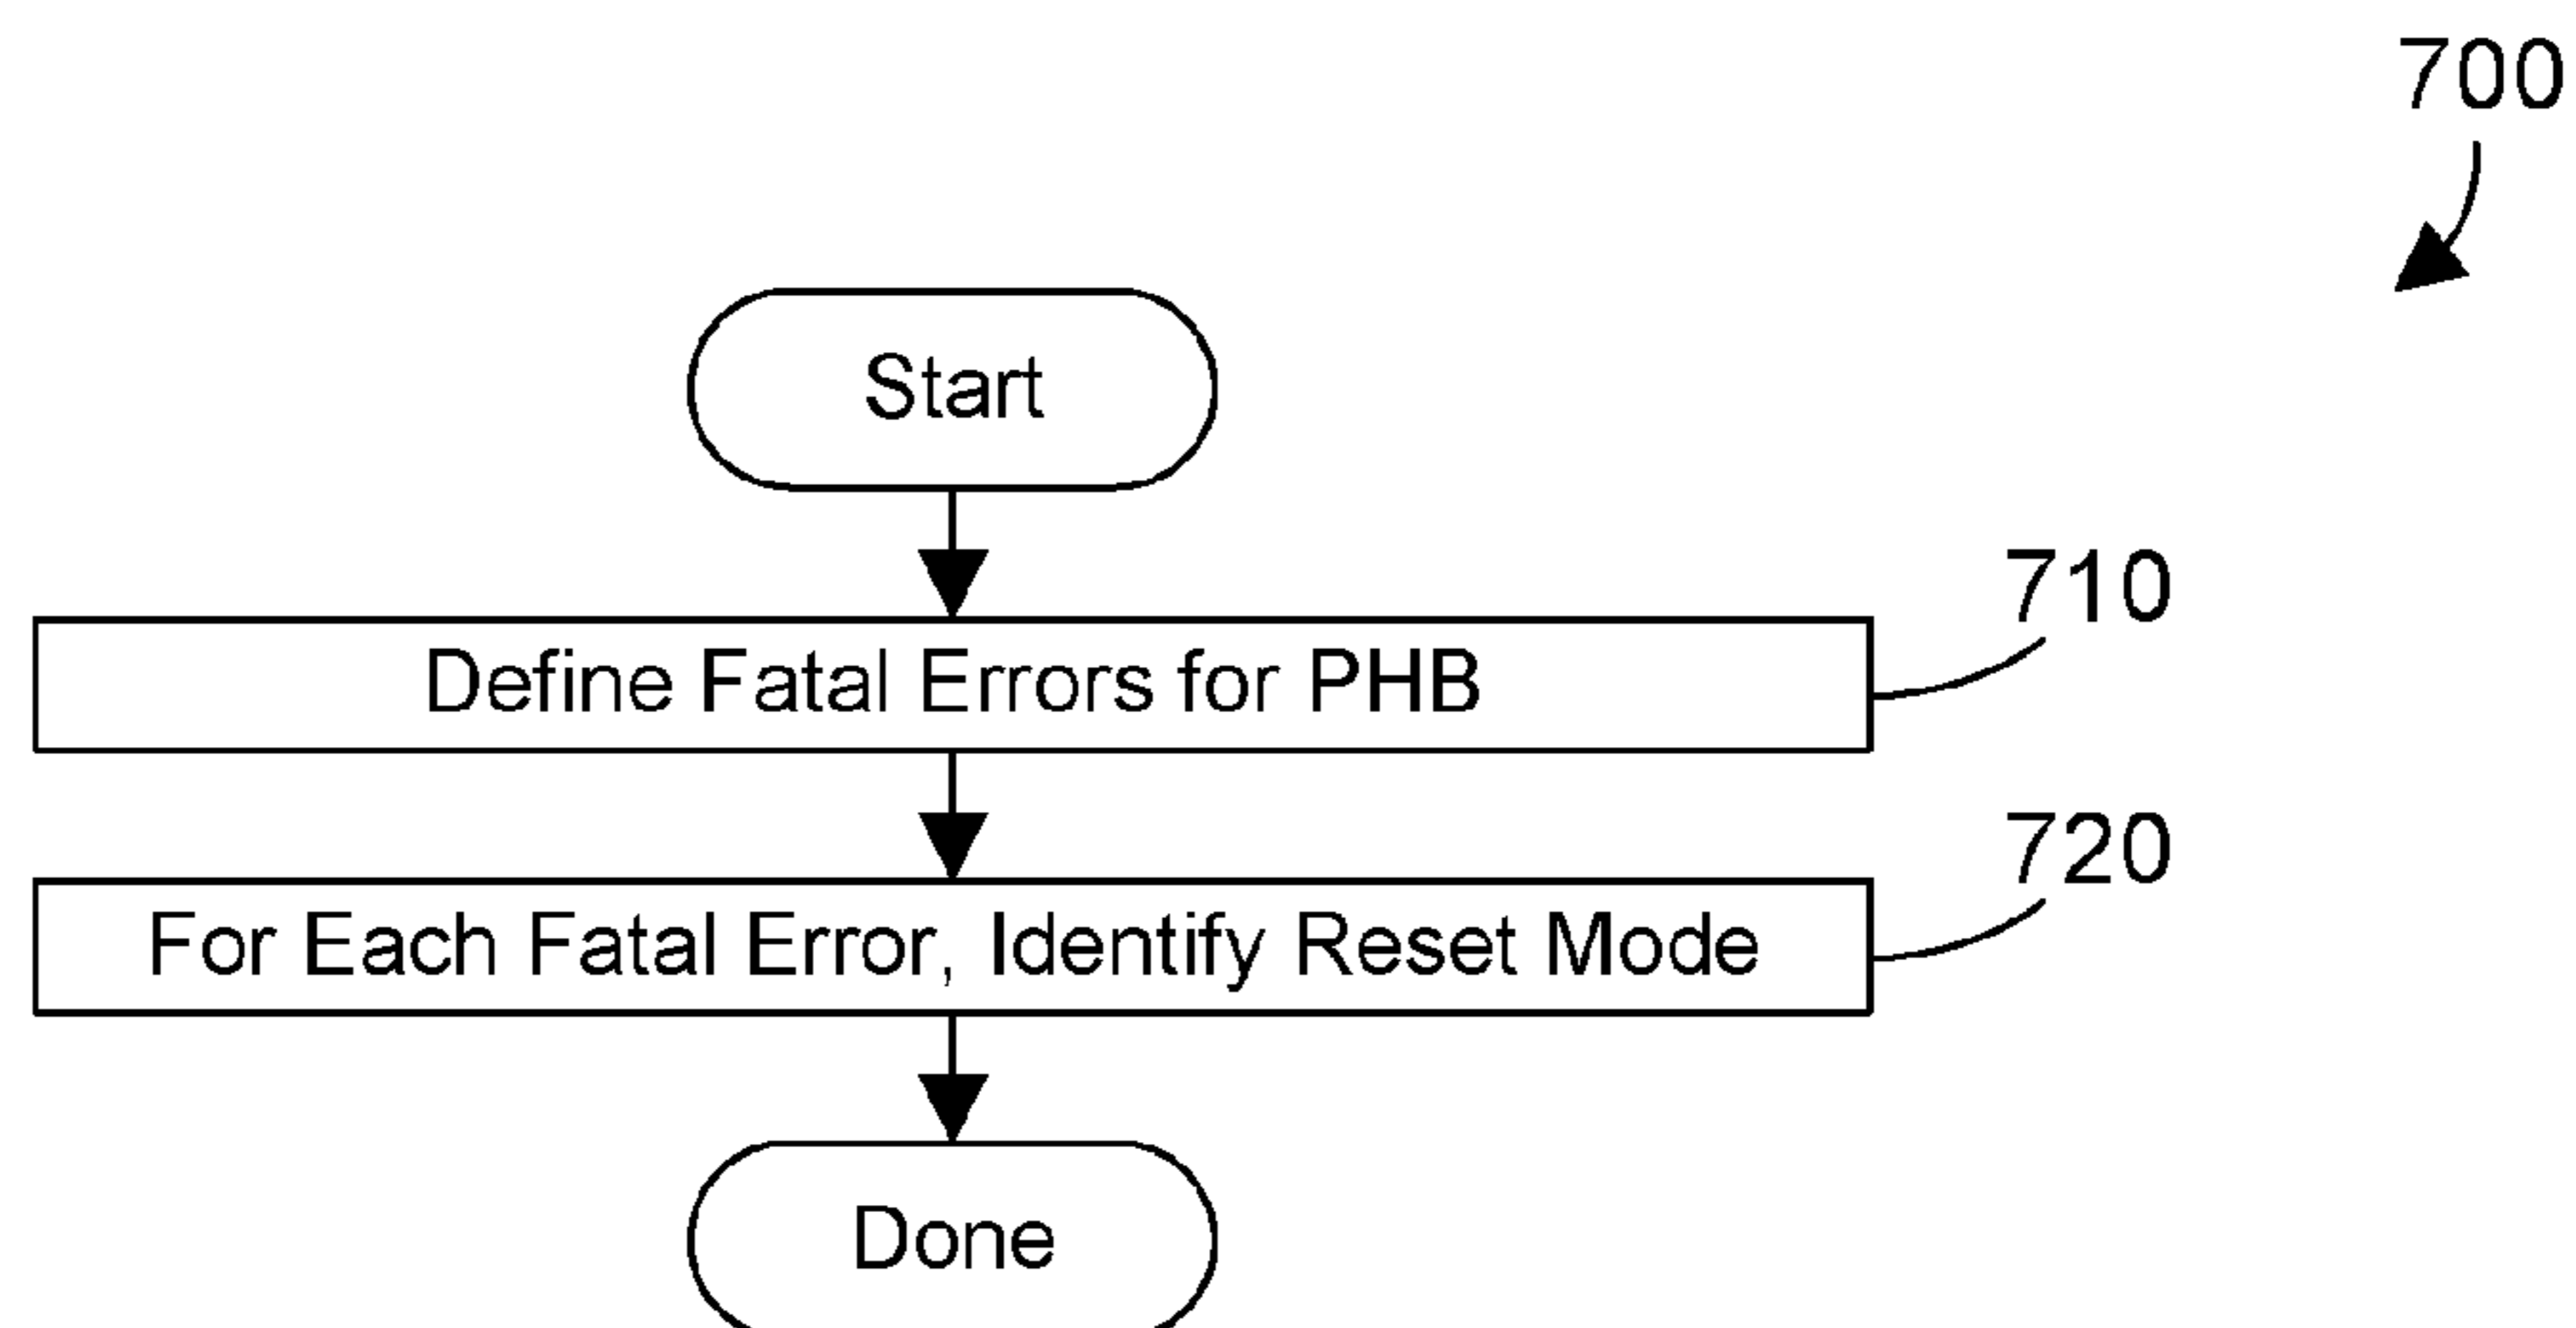 700
Start
710
Define Fatal Errors for PHB
720
For Each Fatal Error, Identify Reset Mode
Done